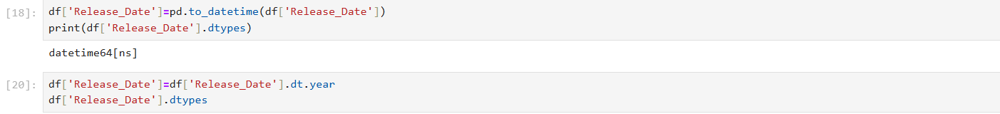 [18]: df['Release_Date']=pd.to_datetime(df['Release_Date'])
print(df['Release_Date'].dtypes)
datetime64[ns]
[20]: df['Release_Date']=df['Release_Date'].dt.year
df['Release_Date'].dtypes